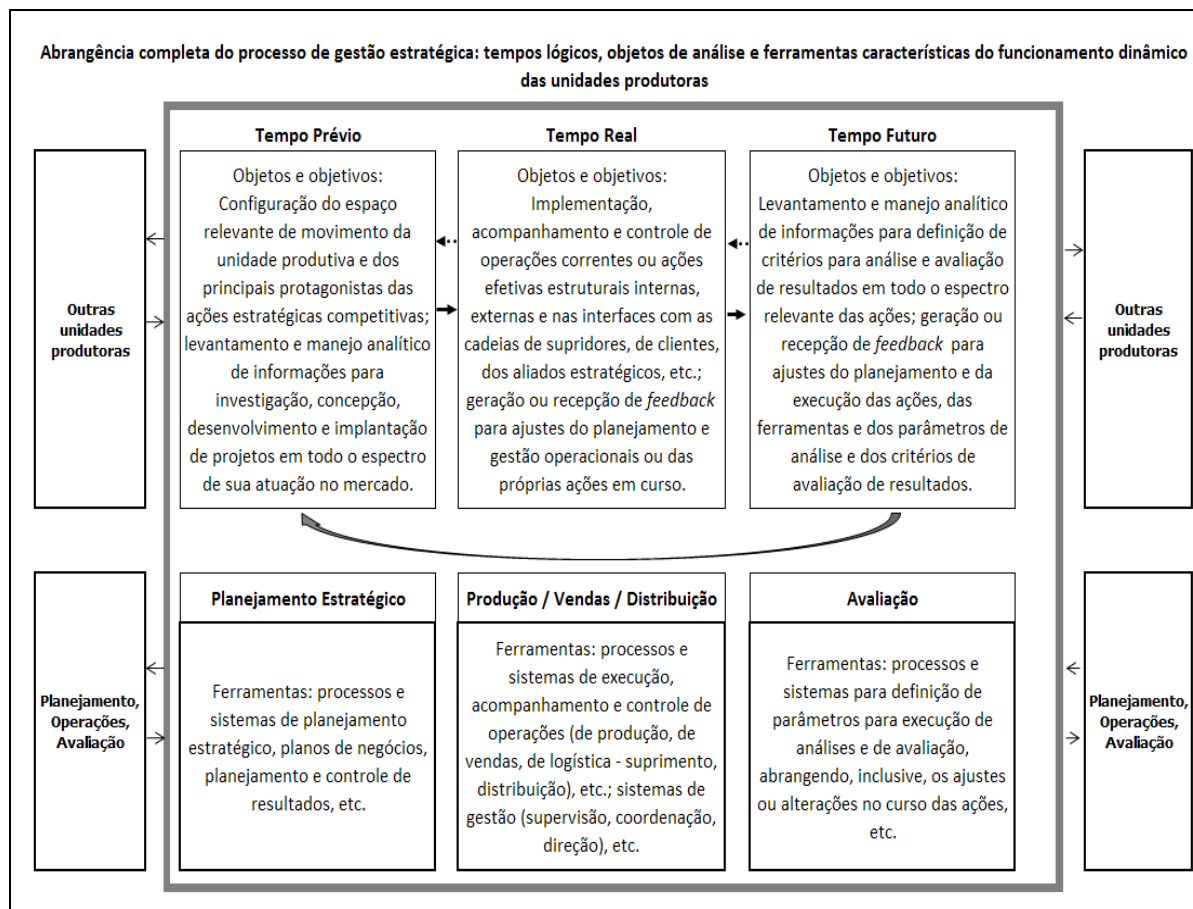 Abrangência completa do processo de gestão estratégica: tempos lógicos, objetos de análise e ferramentas características do funcionamento dinâmico
das unidades produtoras
Tempo Prévio
Tempo Real
Tempo Futuro
Outras
unidades
produtoras
Objetos e objetivos:
Configuração do espaço
relevante de movimento da
unidade produtiva e dos
principais protagonistas das
ações estratégicas competitivas;
levantamento e manejo analítico
de informações para
investigação, concepção,
desenvolvimento e implantação
de projetos em todo o espectro
de sua atuação no mercado.
Objetos e objetivos:
Implementação,
acompanhamento e controle de
operações correntes ou ações
efetivas estruturais internas,
externas e nas interfaces com as
cadeias de supridores, de clientes,
dos aliados estratégicos, etc.;
geração ou recepção de feedback
para ajustes do planejamento e
gestão operacionais ou das
próprias ações em curso.
Objetos e objetivos:
Levantamento e manejo analítico
de informações para definição de
critérios para análise e avaliação
de resultados em todo o espectro
relevante das ações; geração ou
recepção de feedback para
ajustes do planejamento e da
execução das ações, das
ferramentas e dos parâmetros de
análise e dos critérios de
avaliação de resultados.
Outras
unidades
produtoras
Planejamento,
Operações,
Avaliação
Planejamento Estratégico
Ferramentas: processos e
sistemas de planejamento
estratégico, planos de negócios,
planejamento e controle de
resultados, etc.
Produção / Vendas / Distribuição
Ferramentas: processos e
sistemas de execução,
acompanhamento e controle de
operações (de produção, de
vendas, de logística - suprimento,
distribuição), etc.; sistemas de
gestão (supervisão, coordenação,
direção), etc.
Avaliação
Ferramentas: processos e
sistemas para definição de
parâmetros para execução de
análises e de avaliação,
abrangendo, inclusive, os ajustes
ou alterações no curso das ações,
etc.
Planejamento,
Operações,
Avaliação